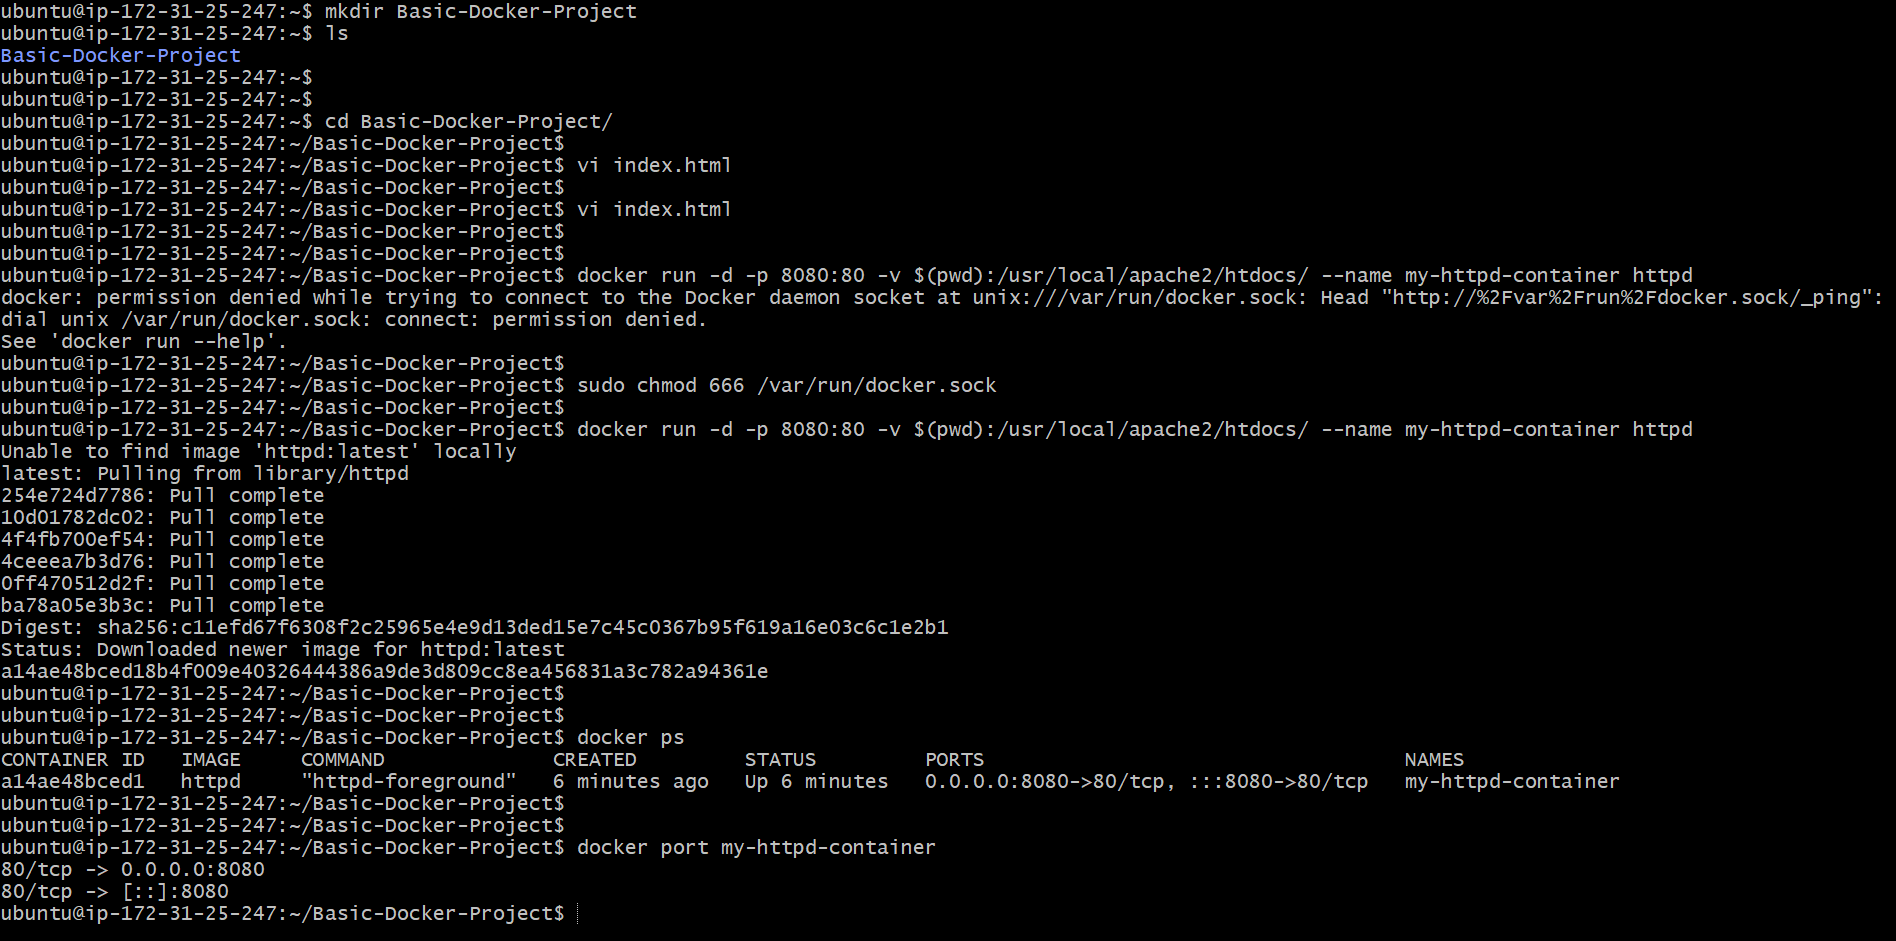 ubuntu@ip-172-31-25-247:~$ mkdir Basic-Docker-Project
ubuntu@ip-172-31-25-247:~$ ls
Basic-Docker-Project
ubuntu@ip-172-31-25-247:~$
ubuntu@ip-172-31-25-247:~$
ubuntu@ip-172-31-25-247:~$ cd Basic-Docker-Project/
ubuntu@ip-172-31-25-247:~/Basic-Docker-Project$
ubuntu@ip-172-31-25-247:~/Basic-Docker-Project$ vi index.html
ubuntu@ip-172-31-25-247:~/Basic-Docker-Project$
ubuntu@ip-172-31-25-247:~/Basic-Docker-Project$ vi index.html
ubuntu@ip-172-31-25-247:~/Basic-Docker-Project$
ubuntu@ip-172-31-25-247:~/Basic-Docker-Project$
ubuntu@ip-172-31-25-247:~/Basic-Docker-Project$ docker run -d -p 8080:80 -v $(pwd):/usr/local/apache2/htdocs/ --name my-httpd-container httpd
docker: permission denied while trying to connect to the Docker daemon socket at unix:///var/run/docker.sock: Head "http://%2Fvar%2Frun%2Fdocker.sock/_ping":
dial unix /var/run/docker.sock: connect: permission denied.
See 'docker run --help'.
ubuntu@ip-172-31-25-247:~/Basic-Docker-Project$
ubuntu@ip-172-31-25-247:~/Basic-Docker-Project$ sudo chmod 666 /var/run/docker.sock
ubuntu@ip-172-31-25-247:~/Basic-Docker-Project$
ubuntu@ip-172-31-25-247:~/Basic-Docker-Project$ docker run -d -p 8080:80 -v $(pwd):/usr/local/apache2/htdocs/ --name my-httpd-container httpd
Unable to find image 'httpd:latest' locally
latest: Pulling from library/httpd
254e724d7786: Pull complete
10d01782dc02: Pull complete
4f4fb700ef54: Pull complete
4ceeea7b3d76: Pull complete
0ff470512d2f: Pull complete
ba78a05e3b3c: Pull complete
Digest: sha256:c11efd67f6308f2c25965e4e9d13ded15e7c45c0367b95f619a16e03c6c1e2b1
Status: Downloaded newer image for httpd:latest
a14ae48bced18b4f009e40326444386a9de3d809cc8ea456831a3c782a94361e
ubuntu@ip-172-31-25-247:~/Basic-Docker-Project$
ubuntu@ip-172-31-25-247:~/Basic-Docker-Project$
ubuntu@ip-172-31-25-247:~/Basic-Docker-Project$ docker ps
CONTAINER ID   IMAGE     COMMAND              CREATED         STATUS         PORTS                                   NAMES
a14ae48bced1   httpd     "httpd-foreground"   6 minutes ago   Up 6 minutes   0.0.0.0:8080->80/tcp, :::8080->80/tcp   my-httpd-container
ubuntu@ip-172-31-25-247:~/Basic-Docker-Project$
ubuntu@ip-172-31-25-247:~/Basic-Docker-Project$
ubuntu@ip-172-31-25-247:~/Basic-Docker-Project$ docker port my-httpd-container
80/tcp -> 0.0.0.0:8080
80/tcp -> [::]:8080
ubuntu@ip-172-31-25-247:~/Basic-Docker-Project$